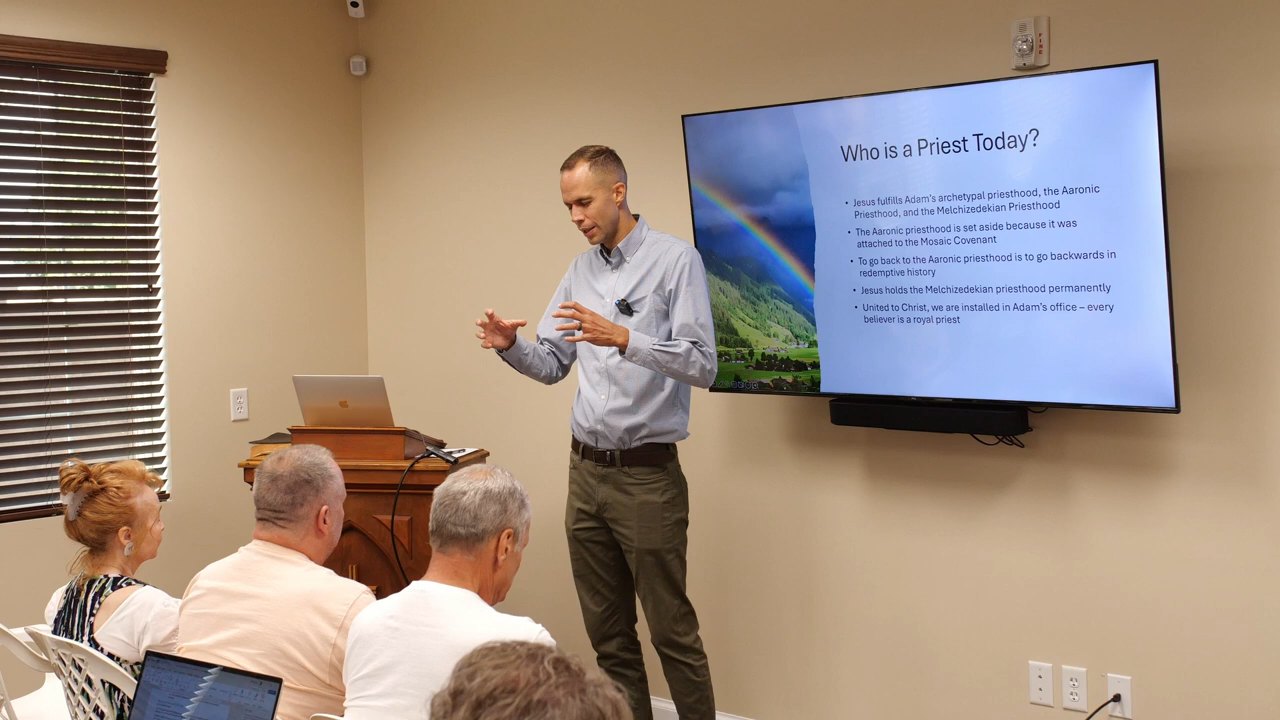 FIRE
Who is a Priest Today?
• Jesus fulfills Adam's archetypal priesthood, the Aaronic
Priesthood, and the Melchizedekian Priesthood
• The Aaronic priesthood is set aside because it was
attached to the Mosaic Covenant
• To go back to the Aaronic priesthood is to go backwards in
redemptive history
• Jesus holds the Melchizedekian priesthood permanently
• United to Christ, we are installed in Adam's office – every
believer is a royal priest